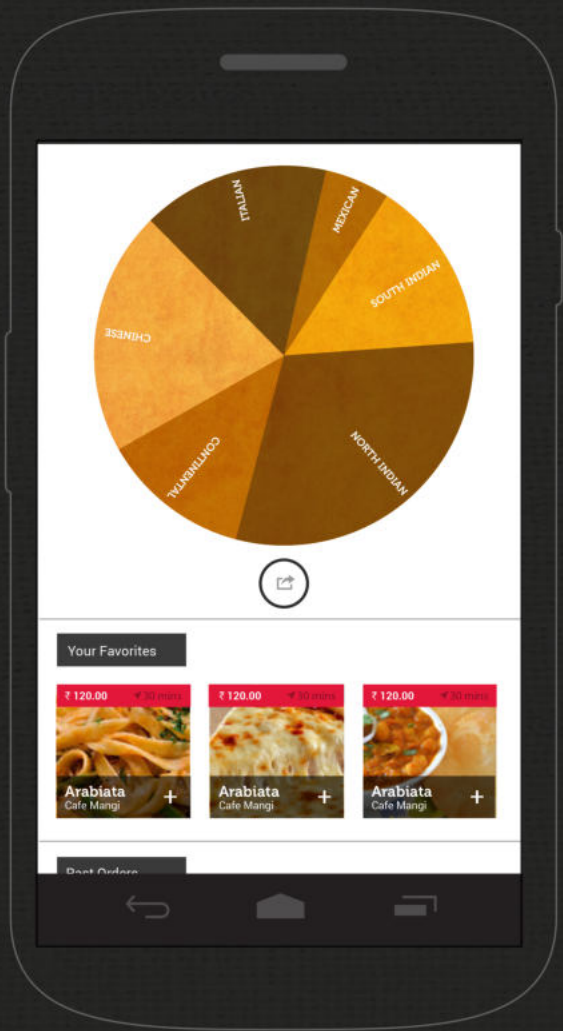 ITALIAN
MEXICAN
SOUTH INDIAN
CHINESE
CONTINENTAL
NORTH INDIAN
Your Favorites
₹ 120.00 30 mins
₹ 120.00 30 mins
₹ 120.00 30 mins
Arabiata
Cafe Mangi
+
Arabiata
Cafe Mangi
+
Arabiata
Cafe Mangi
+
Past Orders